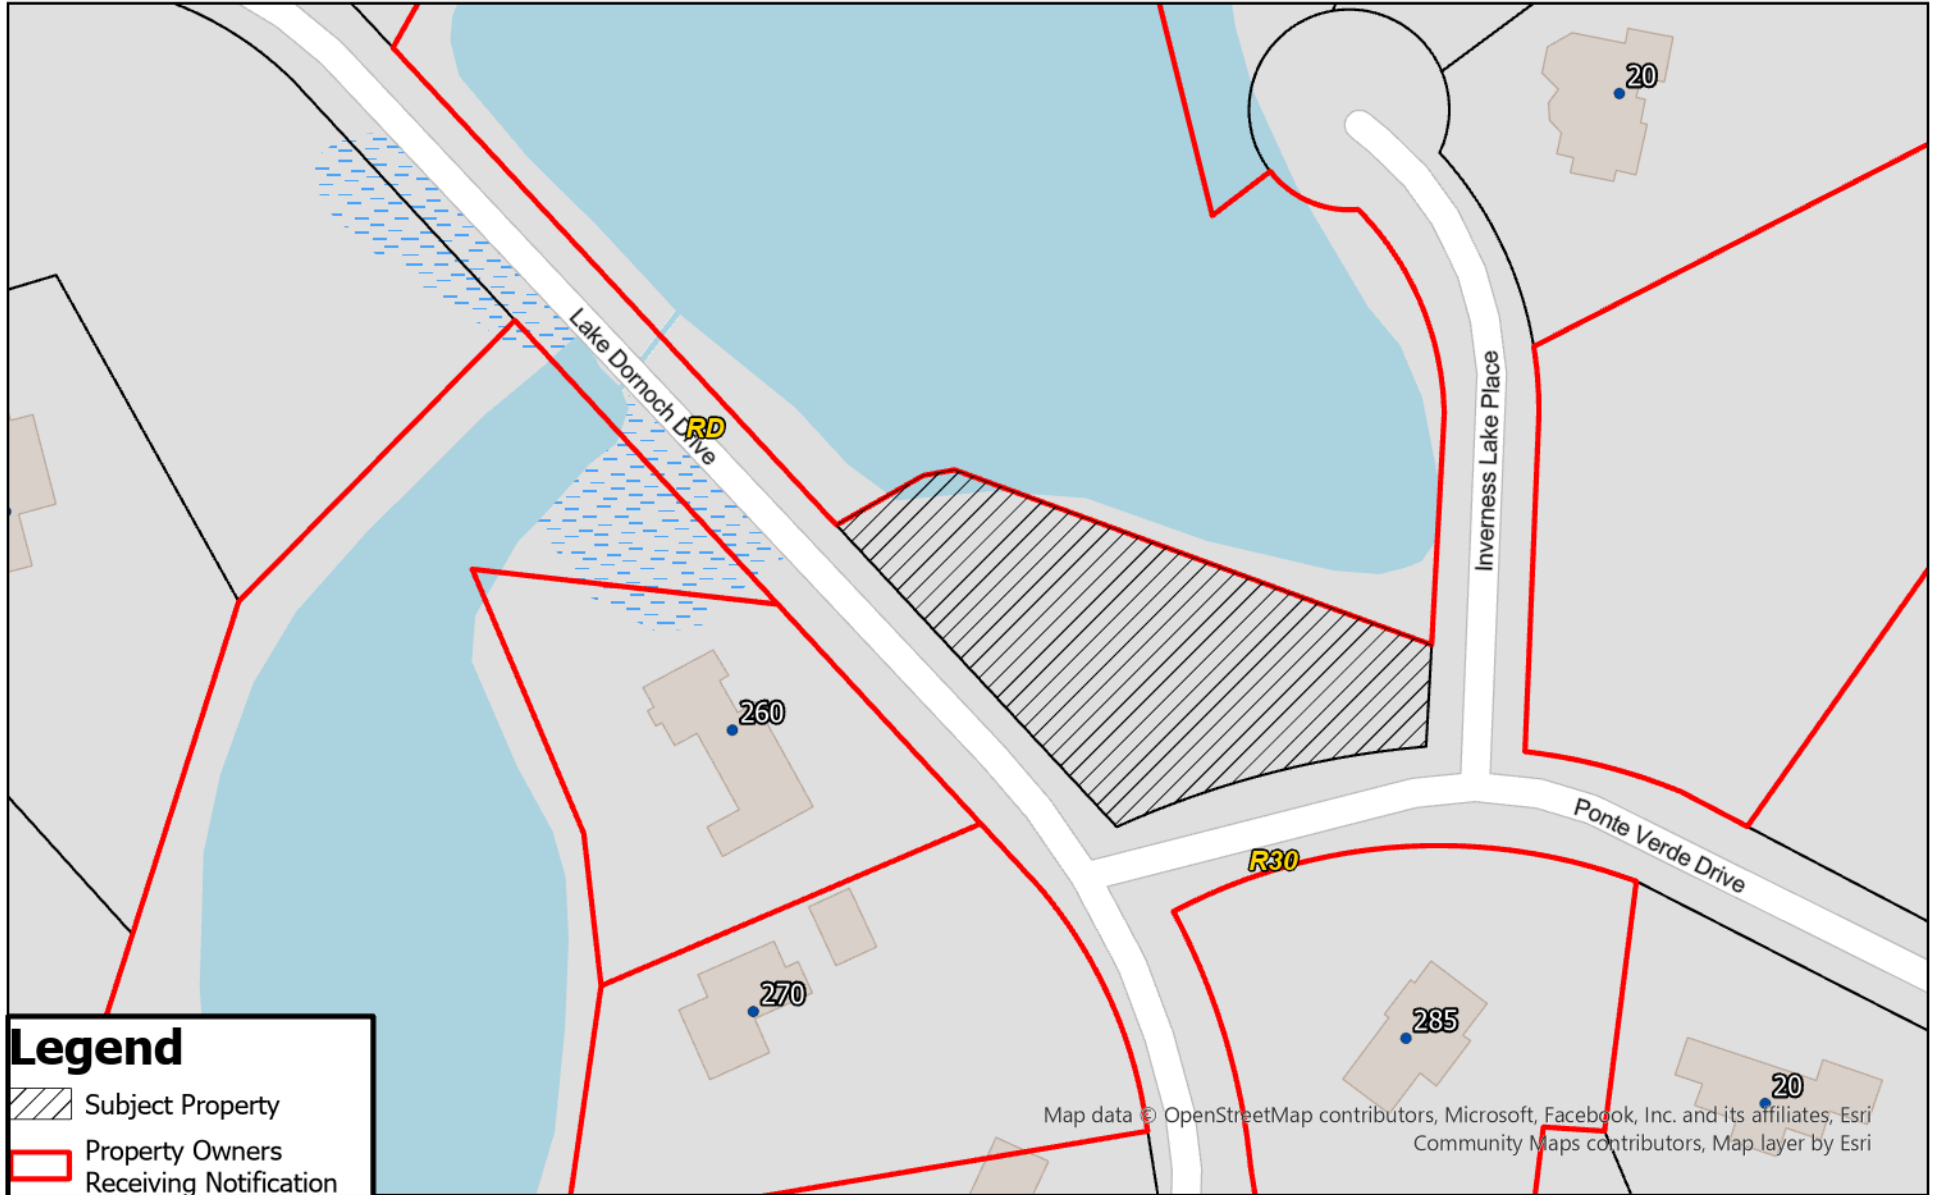 20
Lake Dornoch Drive
RD
Inverness Lake Place
260
Ponte Verde Drive
R30
270
285
20
Legend
Subject Property
Property Owners
Receiving Notification
Map data © OpenStreetMap contributors, Microsoft, Facebook, Inc. and its affiliates, Esri
Community Maps contributors, Map layer by Esri